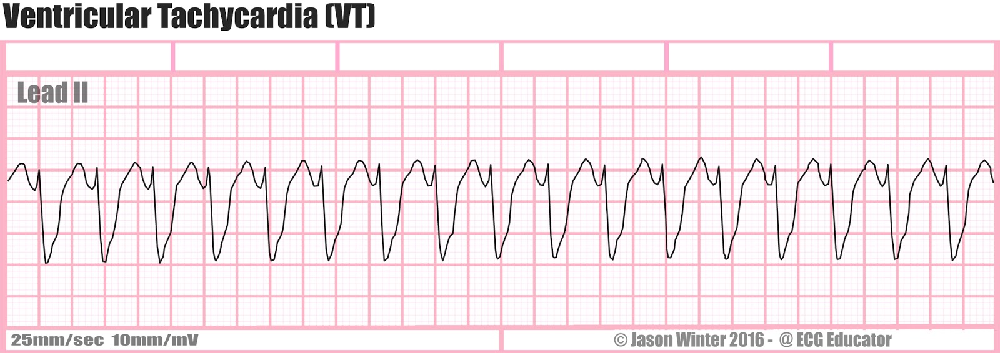 Ventricular Tachycardia (VT)
Lead II
25mm/sec 10mm/mV
© Jason Winter 2016 - @ ECG Educator